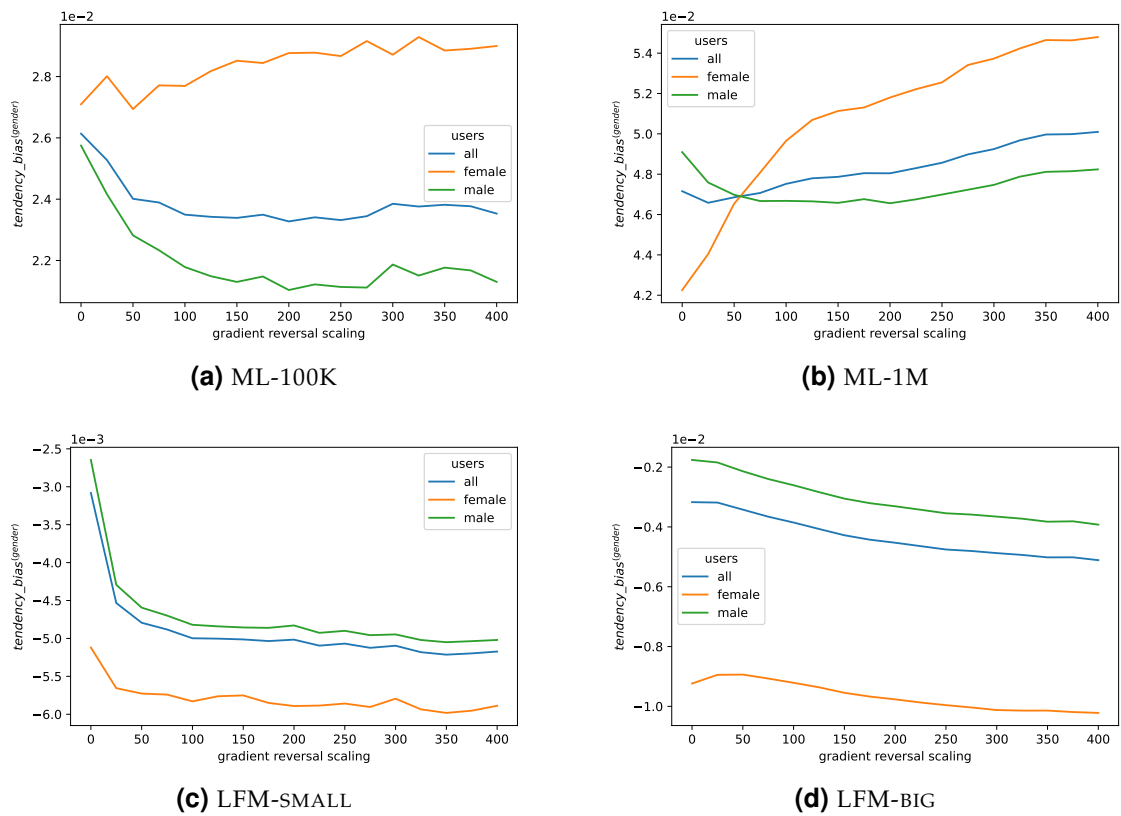 1e−2
2.8
2.6
2.4
2.2
tendency_bias(gender)
users
all
female
male
0 50 100 150 200 250 300 350 400
gradient reversal scaling
(a) ML-100K
1e−2
5.4
5.2
5.0
4.8
4.6
4.4
4.2
tendency_bias(gender)
users
all
female
male
0 50 100 150 200 250 300 350 400
gradient reversal scaling
(b) ML-1M
1e−3
−2.5
−3.0
−3.5
−4.0
−4.5
−5.0
−5.5
−6.0
tendency_bias(gender)
users
all
female
male
0 50 100 150 200 250 300 350 400
gradient reversal scaling
(c) LFM-SMALL
1e−2
−0.2
−0.4
−0.6
−0.8
−1.0
tendency_bias(gender)
users
all
female
male
0 50 100 150 200 250 300 350 400
gradient reversal scaling
(d) LFM-BIG